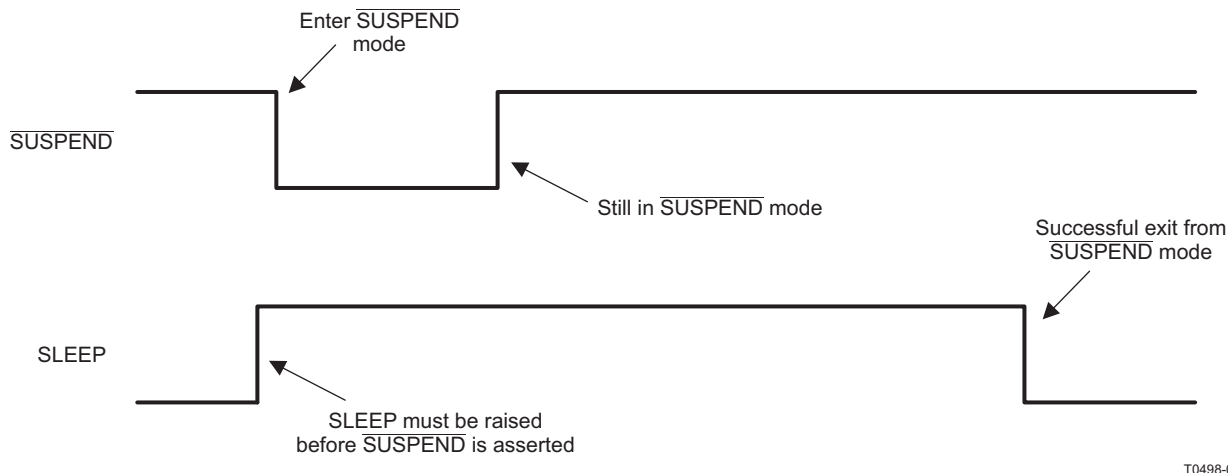 Enter SUSPEND
mode
SUSPEND
Still in SUSPEND mode
Successful exit from
SUSPEND mode
SLEEP
SLEEP must be raised
before SUSPEND is asserted